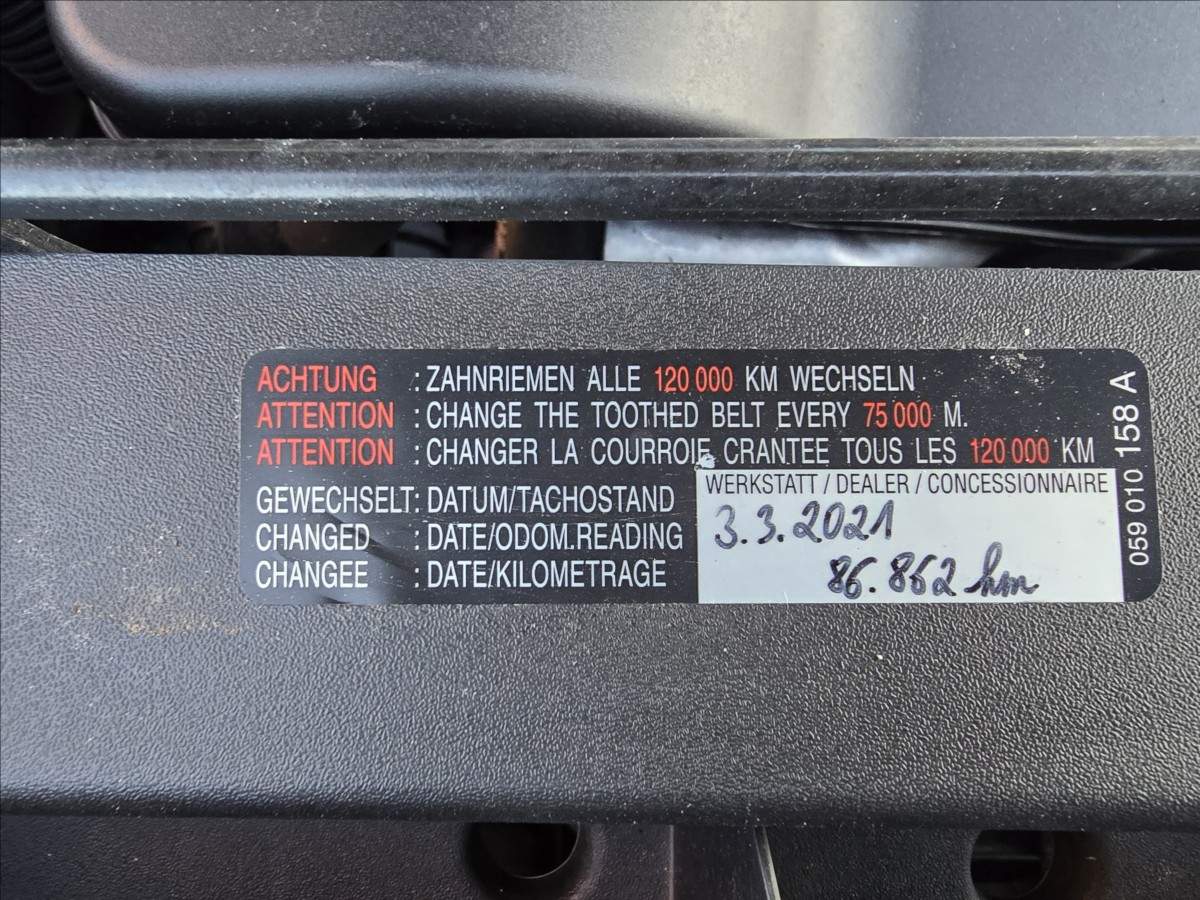 ACHTUNG : ZAHNRIEMEN ALLE 120 000 KM WECHSELN
ATTENTION : CHANGE THE TOOTHED BELT EVERY 75 000 M.
ATTENTION : CHANGER LA COURROIE CRANTEE TOUS LES 120 000 KM
WERKSTATT / DEALER / CONCESSIONNAIRE
GEWECHSELT : DATUM/TACHOSTAND
CHANGED : DATE/ODOM.READING
CHANGEE : DATE/KILOMETRAGE
3.3.2021
86.862 km
059 010 158 A